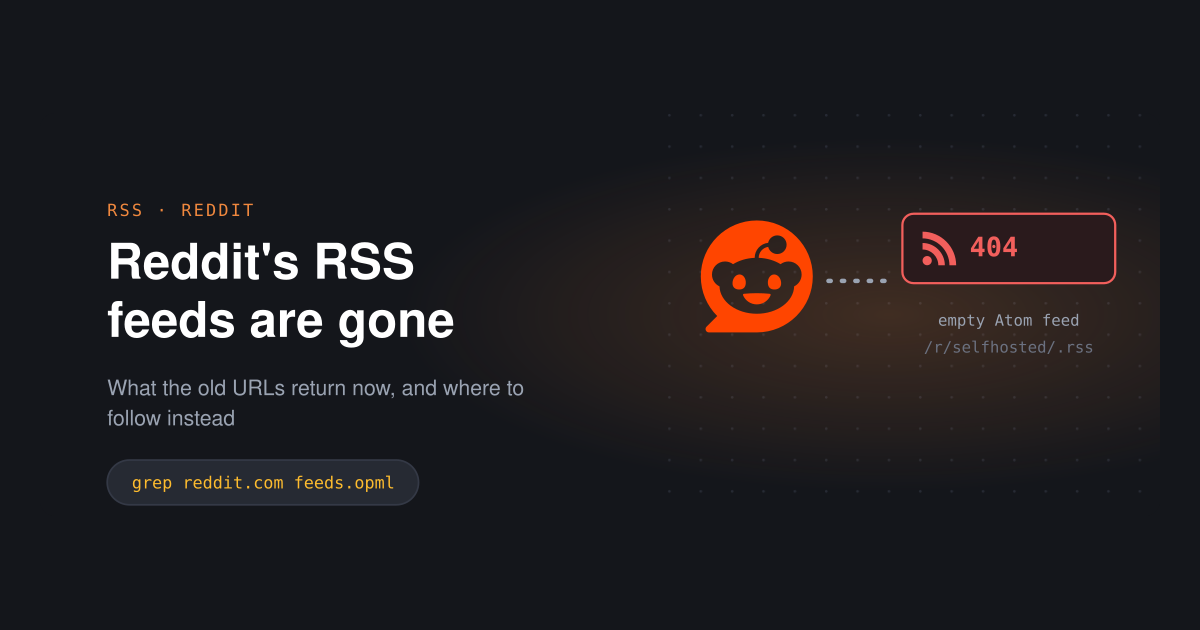 RSS · REDDIT
Reddit's RSS
feeds are gone
What the old URLs return now, and where to
follow instead
grep reddit.com feeds.opml
404
empty Atom feed
/r/selfhosted/.rss